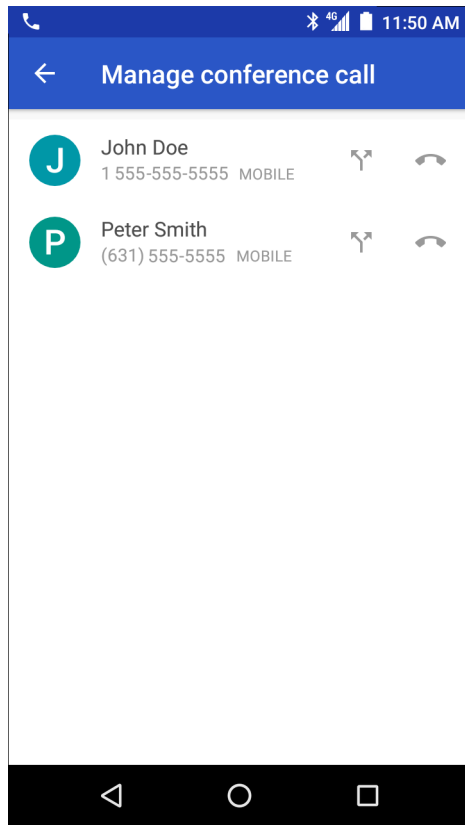 4G 11:50 AM
Manage conference call
J John Doe
1 555-555-5555 MOBILE
P Peter Smith
(631) 555-5555 MOBILE